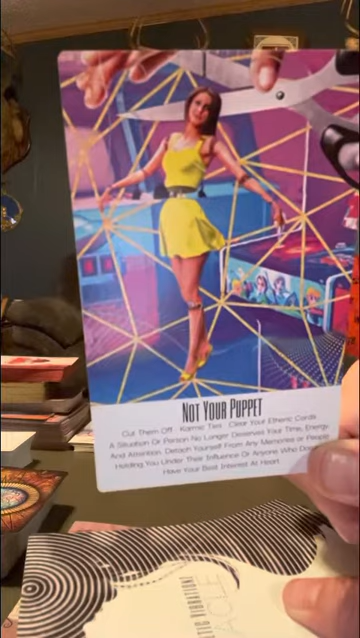 NOT YOUR PUPPET
Cut Them Off Karmic Ties Clear Your Etheric Cords
A Situation Or Person No Longer Deserves Your Time, Energy
And Attention. Detach Yourself From Any Memories or People
Holding You Under Their Influence Or Anyone Who
Have Your Best Interest At Heart.